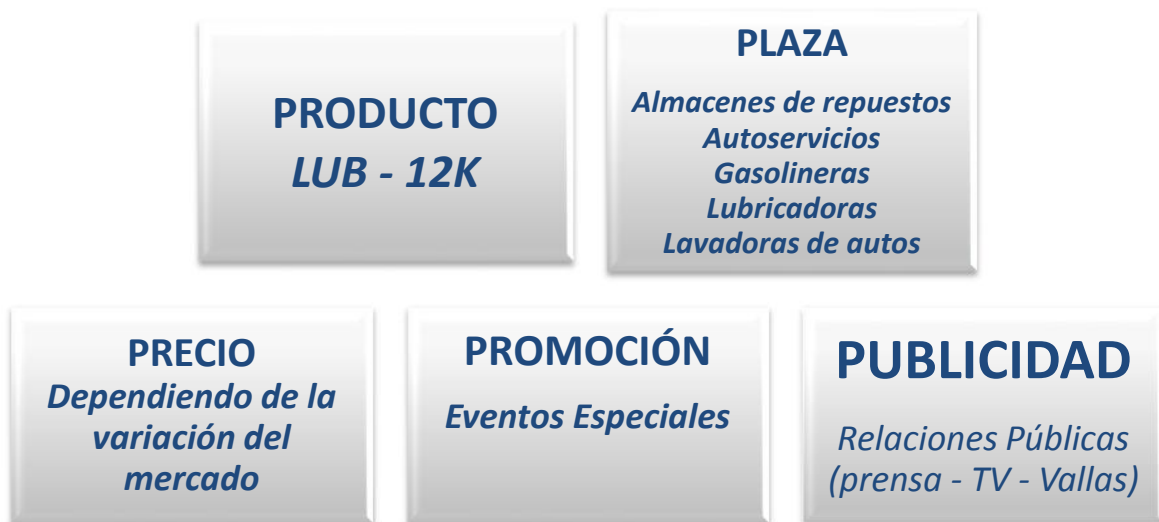 PRODUCTO
LUB - 12K
PLAZA
Almacenes de repuestos
Autoservicios
Gasolineras
Lubricadoras
Lavadoras de autos
PRECIO
Dependiendo de la
variación del
mercado
PROMOCIÓN
Eventos Especiales
PUBLICIDAD
Relaciones Públicas
(prensa - TV - Vallas)